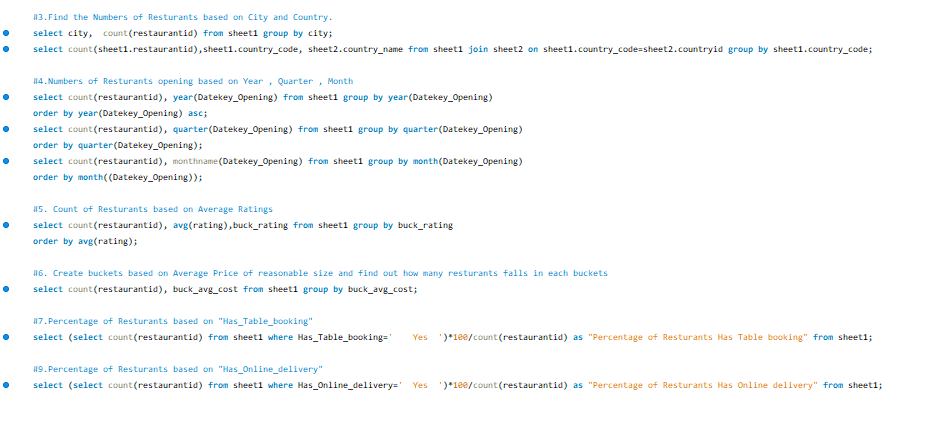 #3.Find the Numbers of Resturants based on City and Country.
select city,  count(restaurantid) from sheet1 group by city;
select count(sheet1.restaurantid),sheet1.country_code, sheet2.country_name from sheet1 join sheet2 on sheet1.country_code=sheet2.countryid group by sheet1.country_code;
#4.Numbers of Resturants opening based on Year , Quarter , Month
select count(restaurantid), year(Datekey_Opening) from sheet1 group by year(Datekey_Opening)
order by year(Datekey_Opening) asc;
select count(restaurantid), quarter(Datekey_Opening) from sheet1 group by quarter(Datekey_Opening)
order by quarter(Datekey_Opening);
select count(restaurantid), monthname(Datekey_Opening) from sheet1 group by month(Datekey_Opening)
order by month((Datekey_Opening));
#5. Count of Resturants based on Average Ratings
select count(restaurantid), avg(rating),buck_rating from sheet1 group by buck_rating
order by avg(rating);
#6. Create buckets based on Average Price of reasonable size and find out how many resturants falls in each buckets
select count(restaurantid), buck_avg_cost from sheet1 group by buck_avg_cost;
#7.Percentage of Resturants based on "Has_Table_booking"
select (select count(restaurantid) from sheet1 where Has_Table_booking='    Yes  ')*100/count(restaurantid) as "Percentage of Resturants Has Table booking" from sheet1;
#9.Percentage of Resturants based on "Has_Online_delivery"
select (select count(restaurantid) from sheet1 where Has_Online_delivery='  Yes  ')*100/count(restaurantid) as "Percentage of Resturants Has Online delivery" from sheet1;